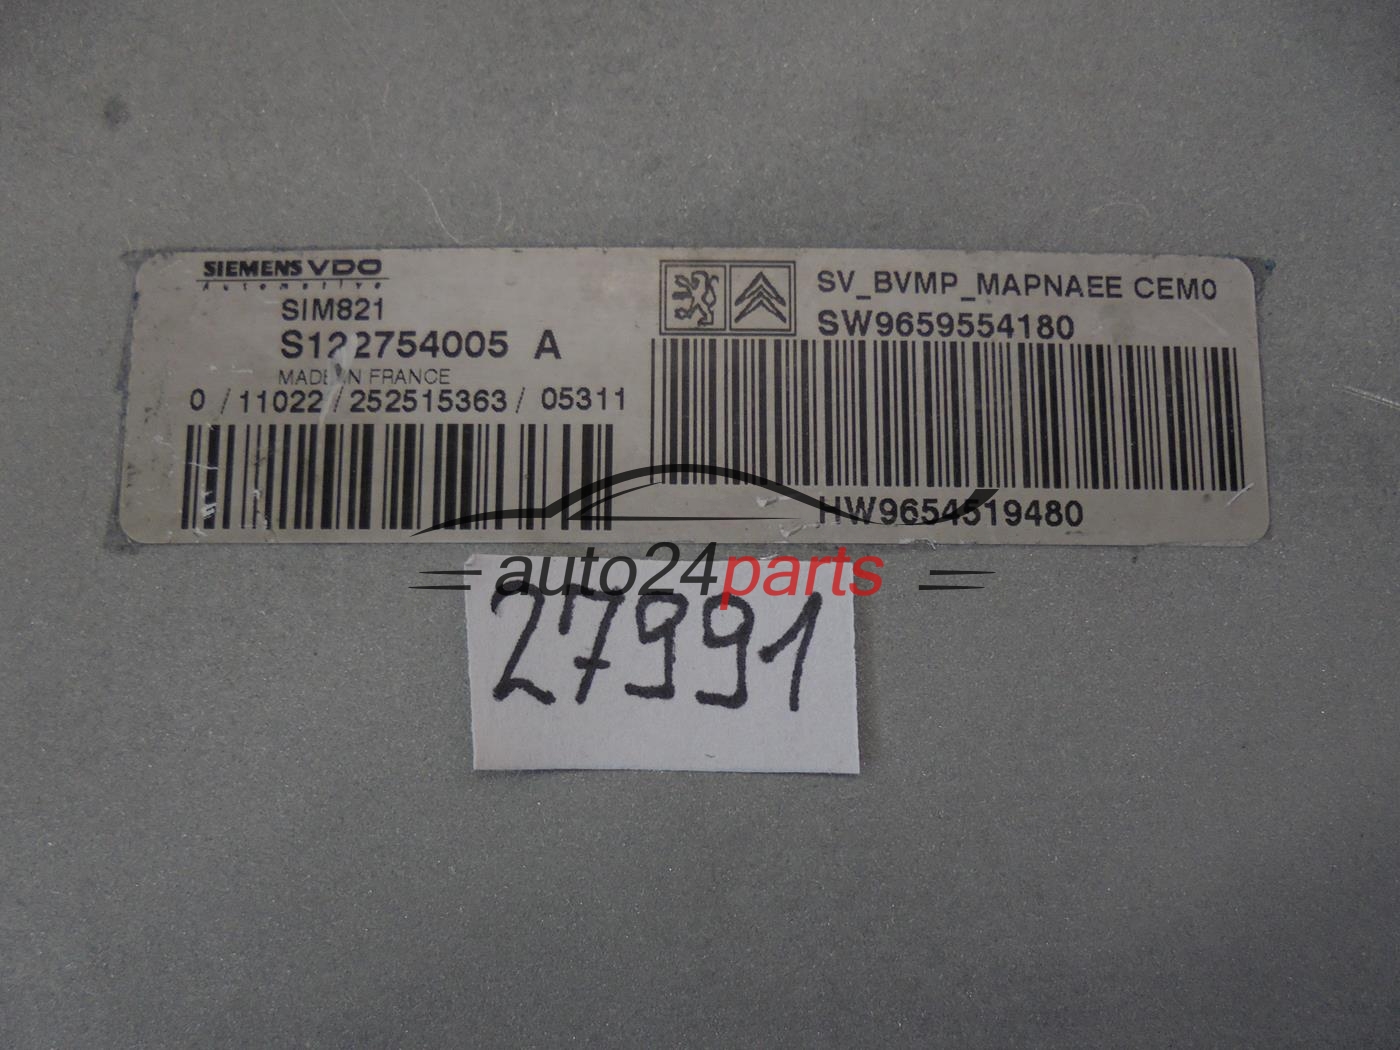 SIEMENS VDO
Automotive
SIM821
S122754005 A
MADE IN FRANCE
0 / 11022 / 252515363 / 05311
SV_BVMP_MAPNAEE CEM0
SW9659554180
HW9654519480
auto24parts
27991